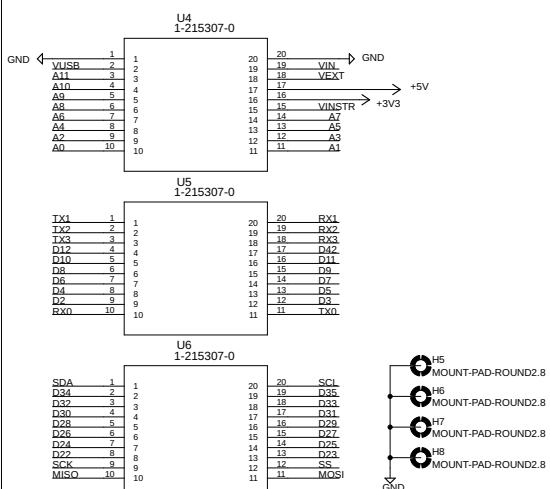 U4
1-215307-0
GND 1 1 20 20 GND
VUSB 2 2 19 19 VIN
A11 3 3 18 18 VEXT
A10 4 4 17 17 +5V
A9 5 5 16 16 +3V3
A8 6 6 15 15 VINSTR
A6 7 7 14 14 A7
A4 8 8 13 13 A5
A2 9 9 12 12 A3
A0 10 10 11 11 A1
U5
1-215307-0
TX1 1 1 20 20 RX1
TX2 2 2 19 19 RX2
TX3 3 3 18 18 RX3
D12 4 4 17 17 D42
D10 5 5 16 16 D11
D8 6 6 15 15 D9
D6 7 7 14 14 D7
D4 8 8 13 13 D5
D2 9 9 12 12 D3
RX0 10 10 11 11 TX0
U6
1-215307-0
SDA 1 1 20 20 SCL
D34 2 2 19 19 D35
D32 3 3 18 18 D33
D30 4 4 17 17 D31
D28 5 5 16 16 D29
D26 6 6 15 15 D27
D24 7 7 14 14 D25
D22 8 8 13 13 D23
SCK 9 9 12 12 SS
MISO 10 10 11 11 MOSI
H5
MOUNT-PAD-ROUND2.8
H6
MOUNT-PAD-ROUND2.8
H7
MOUNT-PAD-ROUND2.8
H8
MOUNT-PAD-ROUND2.8
GND